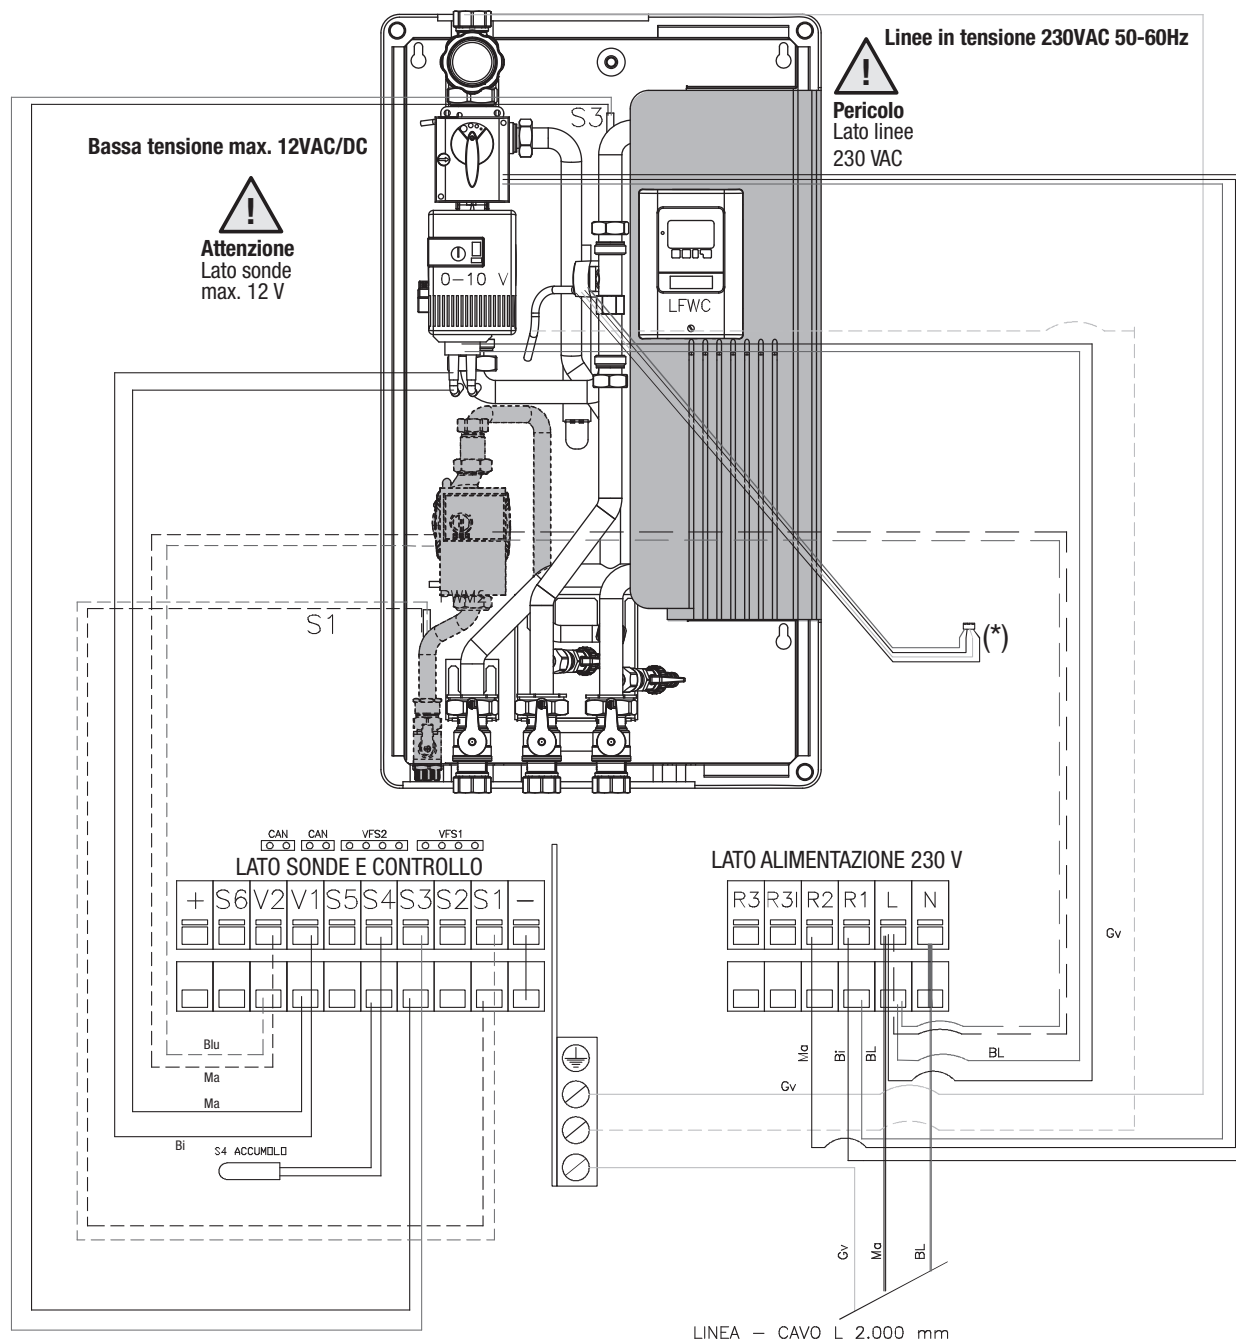 Linee in tensione 230VAC 50-60Hz
Pericolo
Lato linee
230 VAC
S3
Bassa tensione max. 12VAC/DC
Attenzione
Lato sonde
max. 12 V
0-10 V
LFWC
S1
(*)
CAN CAN VFS2 VFS1
LATO SONDE E CONTROLLO
LATO ALIMENTAZIONE 230 V
+ S6 V2 V1 S5 S4 S3 S2 S1 -
R3 R3I R2 R1 L N
Gv
Blu
Ma
Ma
Bi
S4 ACCUMOLO
Ma
Bi
BL
BL
Gv
Gv
Ma
BL
LINEA - CAVO L 2.000 mm